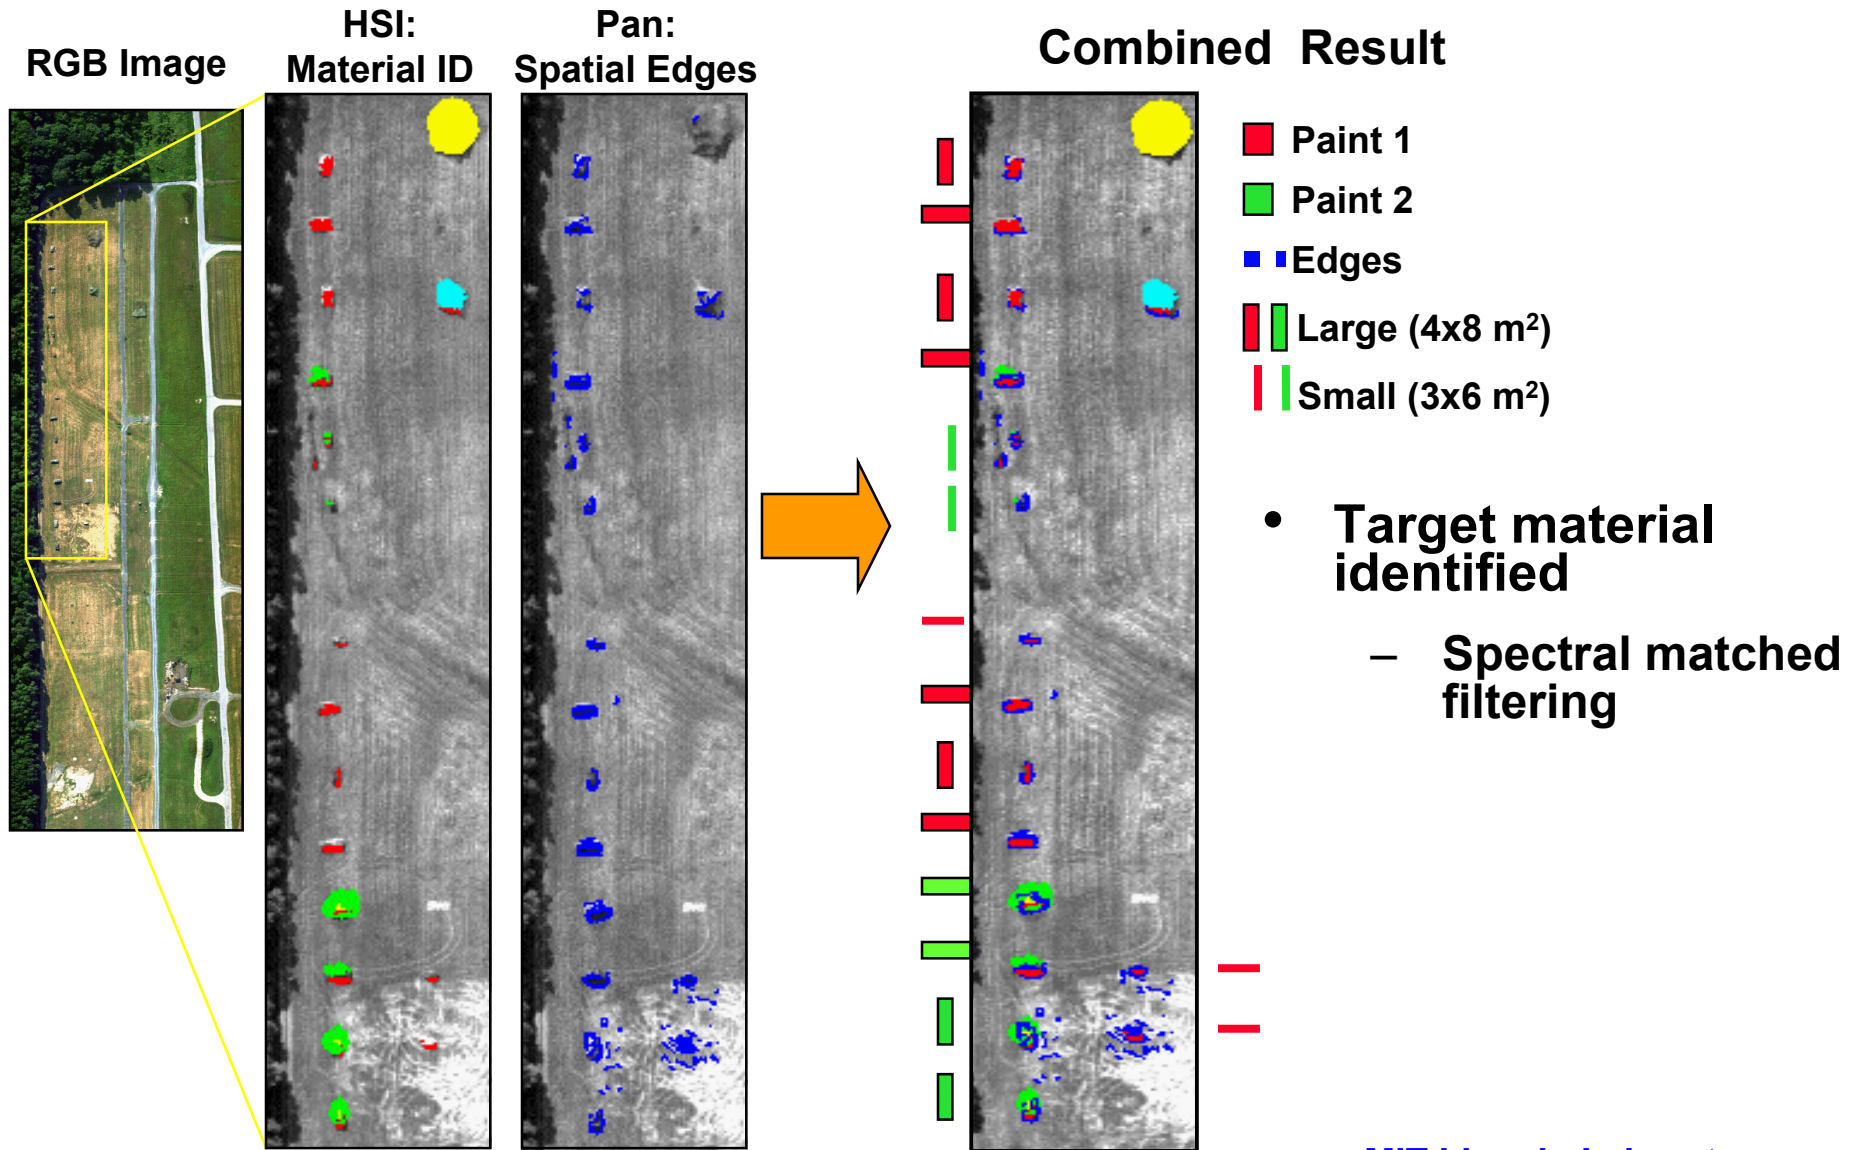 RGB Image
HSI:
Material ID
Pan:
Spatial Edges
Combined Result
Paint 1
Paint 2
Edges
Large (4x8 m²)
Small (3x6 m²)
• Target material
identified
– Spectral matched
filtering